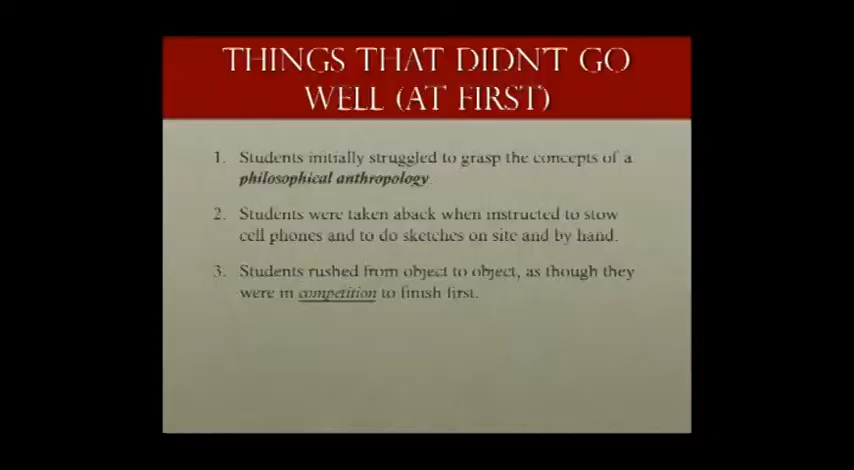 THINGS THAT DIDN'T GO
WELL (AT FIRST)
1. Students initially struggled to grasp the concepts of a
philosophical anthropology.
2. Students were taken aback when instructed to stow
cell phones and to do sketches on site and by hand.
3. Students rushed from object to object, as though they
were in competition to finish first.